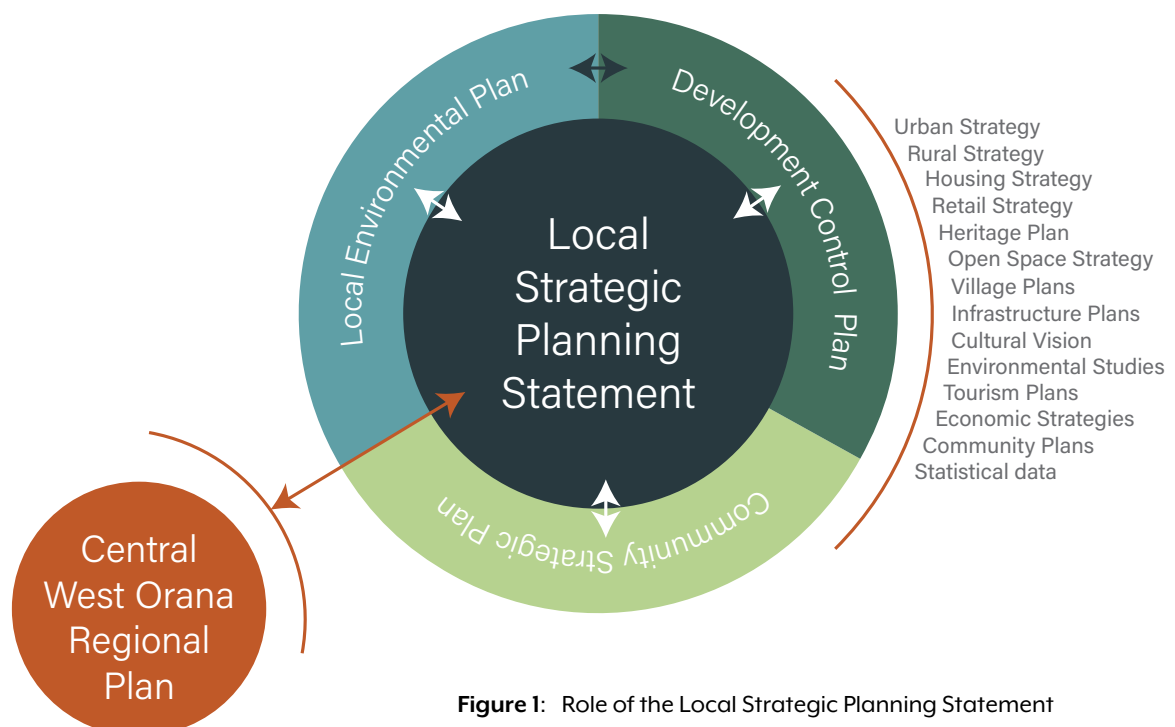 Local Environmental Plan
Development Control Plan
Community Strategic Plan
Local
Strategic
Planning
Statement
Urban Strategy
Rural Strategy
Housing Strategy
Retail Strategy
Heritage Plan
Open Space Strategy
Village Plans
Infrastructure Plans
Cultural Vision
Environmental Studies
Tourism Plans
Economic Strategies
Community Plans
Statistical data
Central
West Orana
Regional
Plan
Figure 1: Role of the Local Strategic Planning Statement